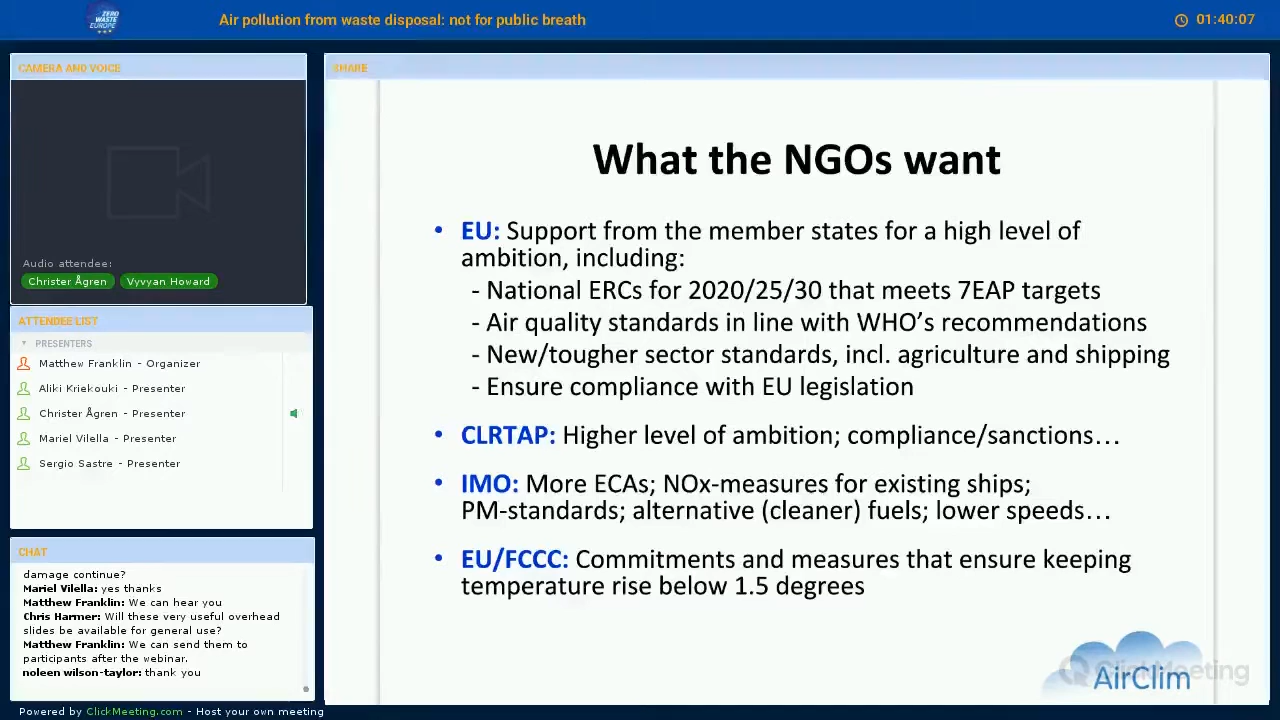 ZERO WASTE EUROPE
Air pollution from waste disposal: not for public breath
01:40:07
CAMERA AND VOICE
Audio attendee:
Christer Ågren Vyvyan Howard
ATTENDEE LIST
PRESENTERS
Matthew Franklin - Organizer
Aliki Kriekouki - Presenter
Christer Ågren - Presenter
Mariel Vilella - Presenter
Sergio Sastre - Presenter
CHAT
damage continue?
Mariel Vilella: yes thanks
Matthew Franklin: We can hear you
Chris Harmer: Will these very useful overhead
slides be available for general use?
Matthew Franklin: We can send them to
participants after the webinar.
noleen wilson-taylor: thank you
SHARE
What the NGOs want
• EU: Support from the member states for a high level of
ambition, including:
- National ERCs for 2020/25/30 that meets 7EAP targets
- Air quality standards in line with WHO’s recommendations
- New/tougher sector standards, incl. agriculture and shipping
- Ensure compliance with EU legislation
• CLRTAP: Higher level of ambition; compliance/sanctions…
• IMO: More ECAs; NOx-measures for existing ships;
PM-standards; alternative (cleaner) fuels; lower speeds…
• EU/FCCC: Commitments and measures that ensure keeping
temperature rise below 1.5 degrees
ClickMeeting
AirClim
Powered by ClickMeeting.com - Host your own meeting